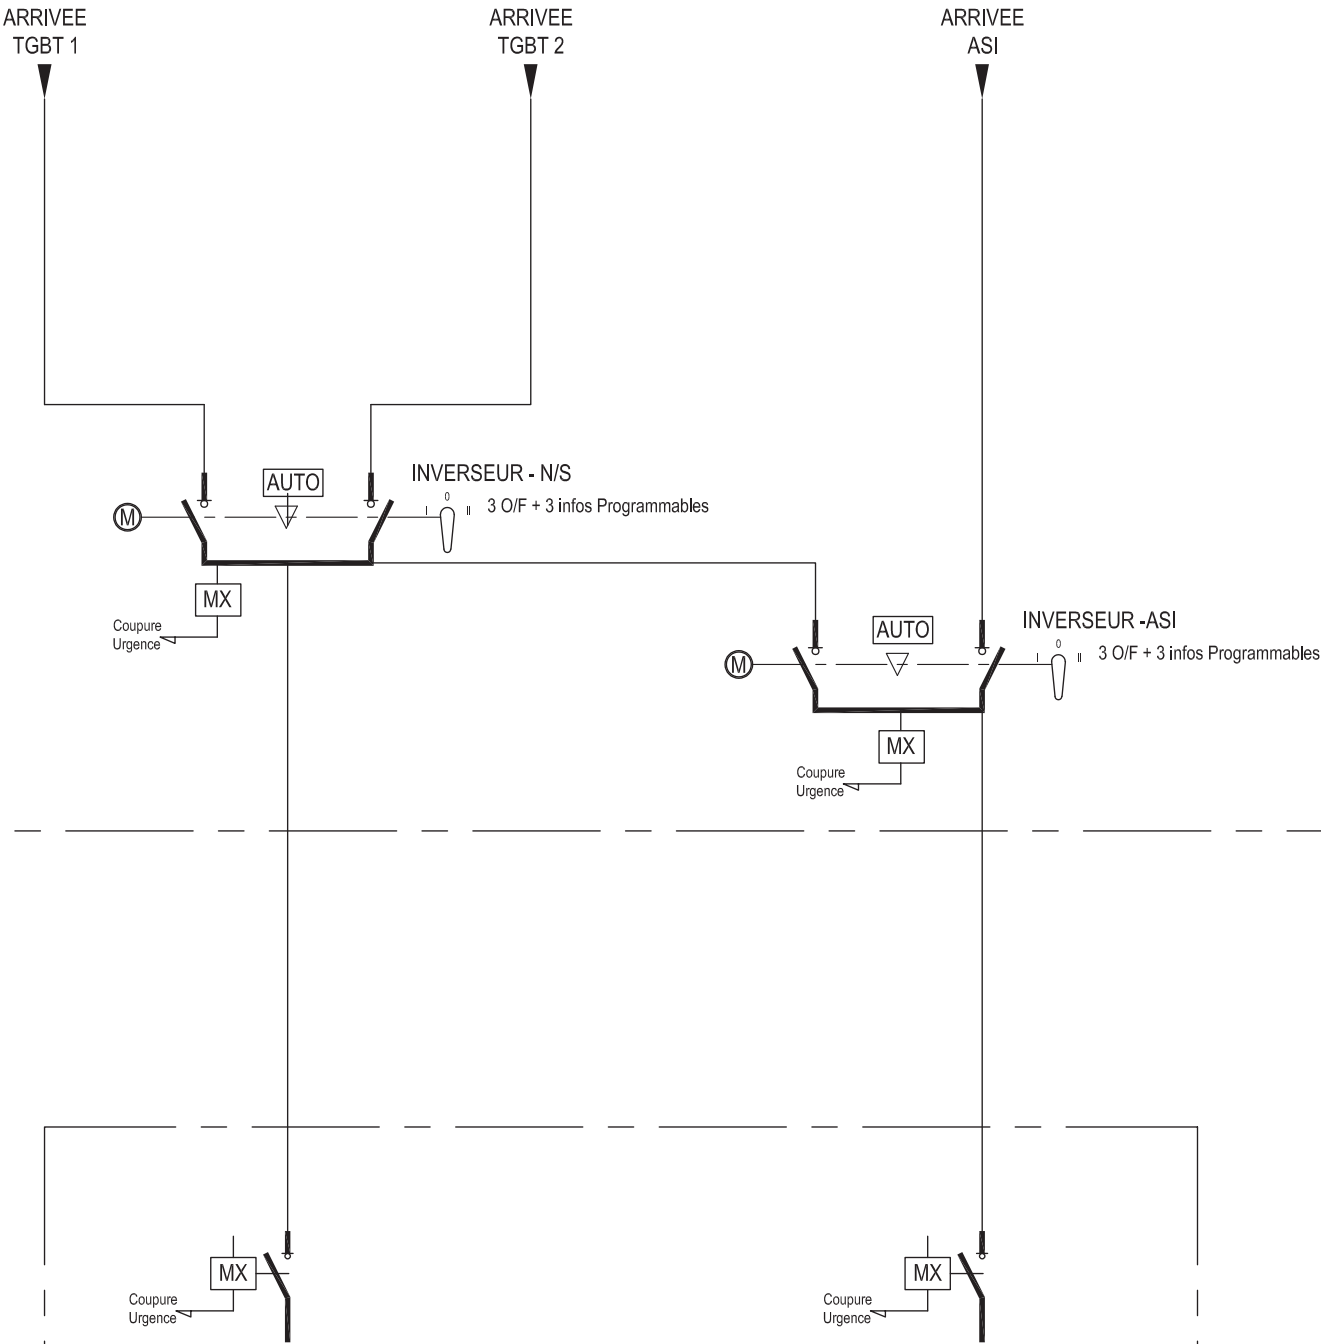 ARRIVEE
TGBT 1
ARRIVEE
TGBT 2
ARRIVEE
ASI
AUTO
INVERSEUR - N/S
I 0 II
3 O/F + 3 infos Programmables
M
MX
Coupure
Urgence
AUTO
INVERSEUR -ASI
I 0 II
3 O/F + 3 infos Programmables
M
MX
Coupure
Urgence
MX
Coupure
Urgence
MX
Coupure
Urgence